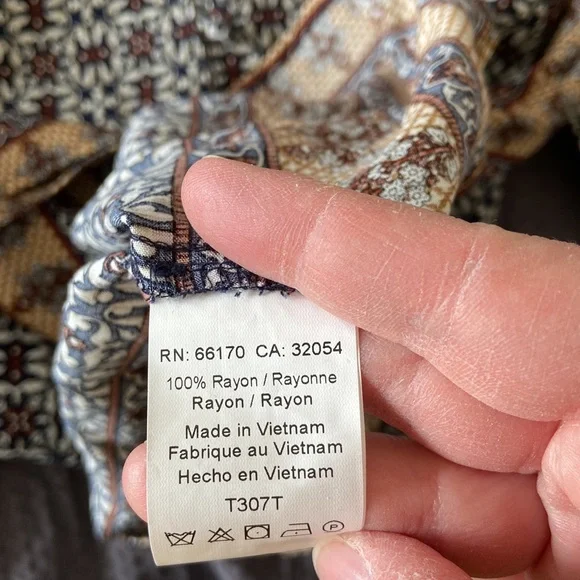 RN: 66170 CA: 32054
100% Rayon / Rayonne
Rayon / Rayon
Made in Vietnam
Fabrique au Vietnam
Hecho en Vietnam
T307T